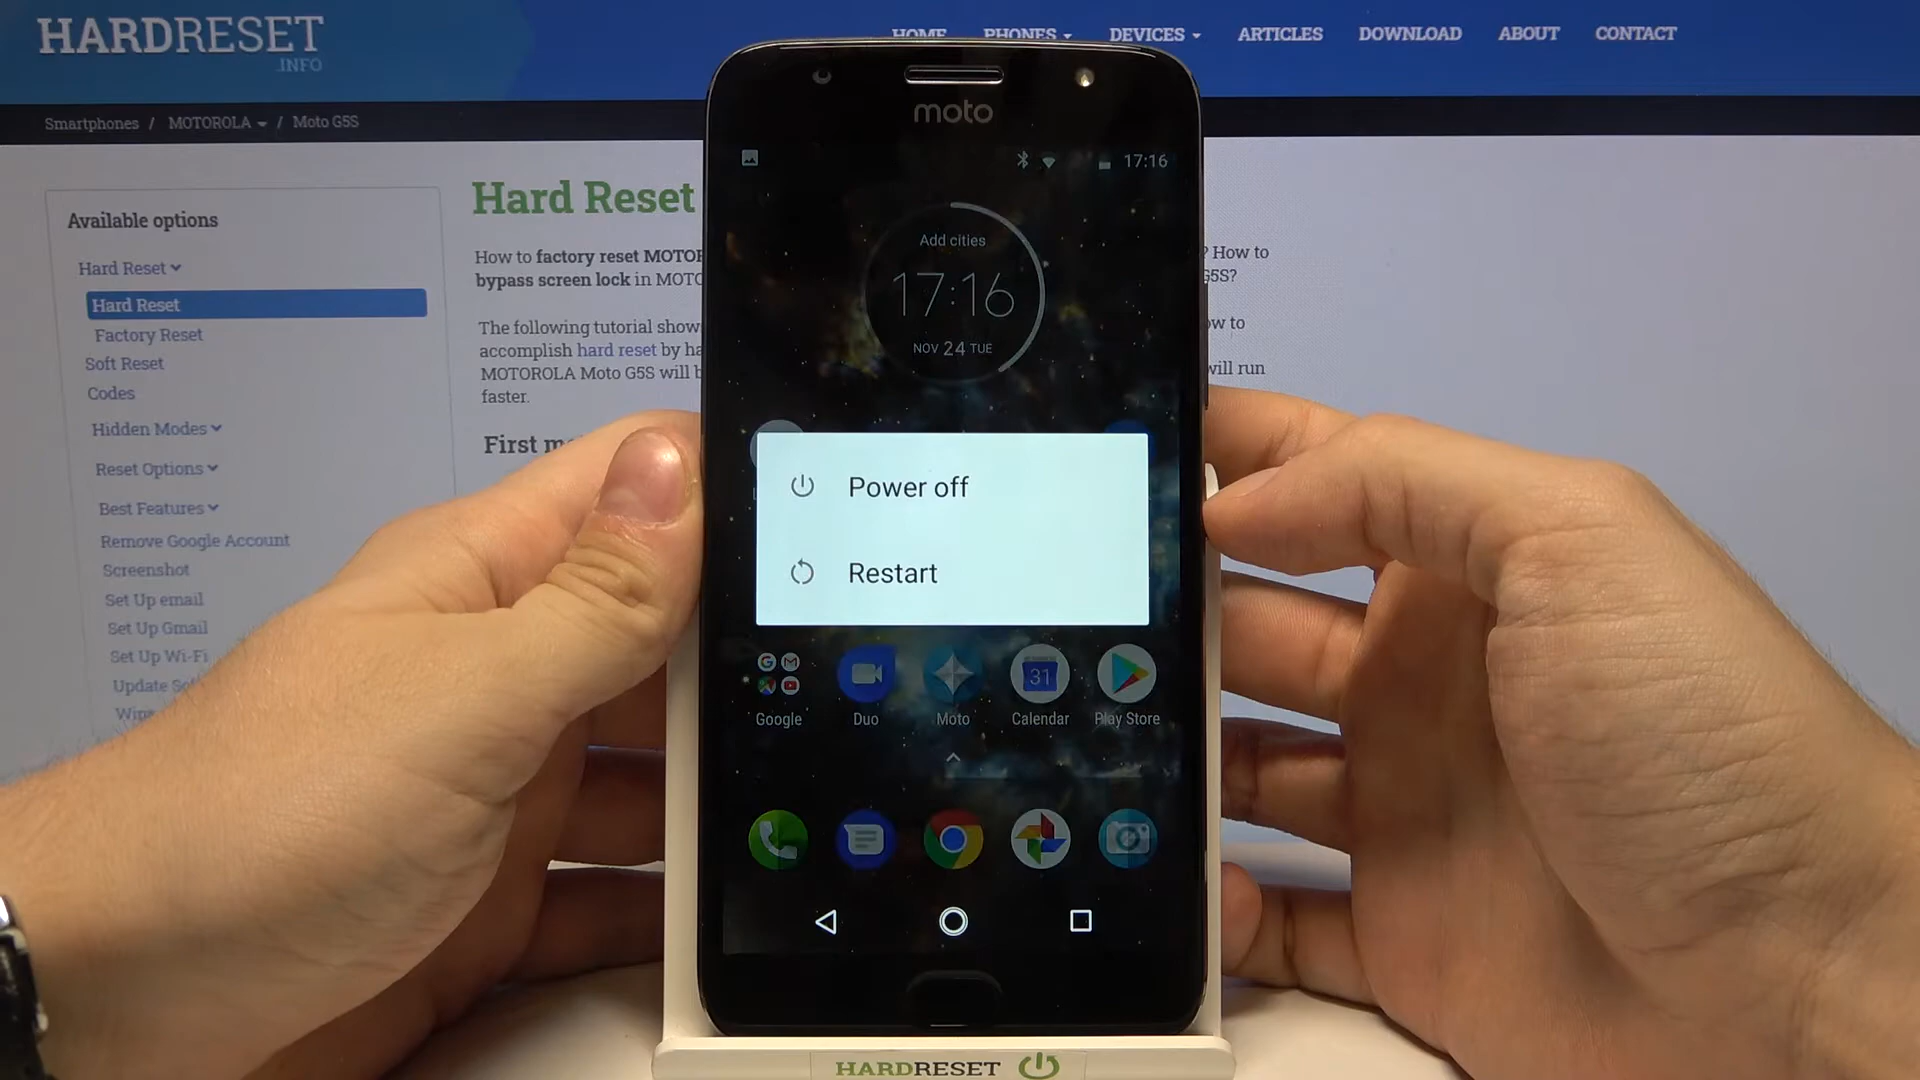 HARDRESET
.INFO
HOME PHONES DEVICES ARTICLES DOWNLOAD ABOUT CONTACT
Smartphones / MOTOROLA / Moto G5S
Available options
Hard Reset
Hard Reset
Factory Reset
Soft Reset
Codes
Hidden Modes
Reset Options
Best Features
Remove Google Account
Screenshot
Set Up email
Set Up Gmail
Set Up Wi-Fi
Update
Hard Reset
How to factory reset ? How to
bypass screen lock in G5S?
The following tutorial to
accomplish hard reset by will run
MOTOROLA Moto G5S will
faster.
First
moto
17:16
Add cities
17:16
NOV 24 TUE
Power off
Restart
31
Google Duo Moto Calendar Play Store
HARDRESET